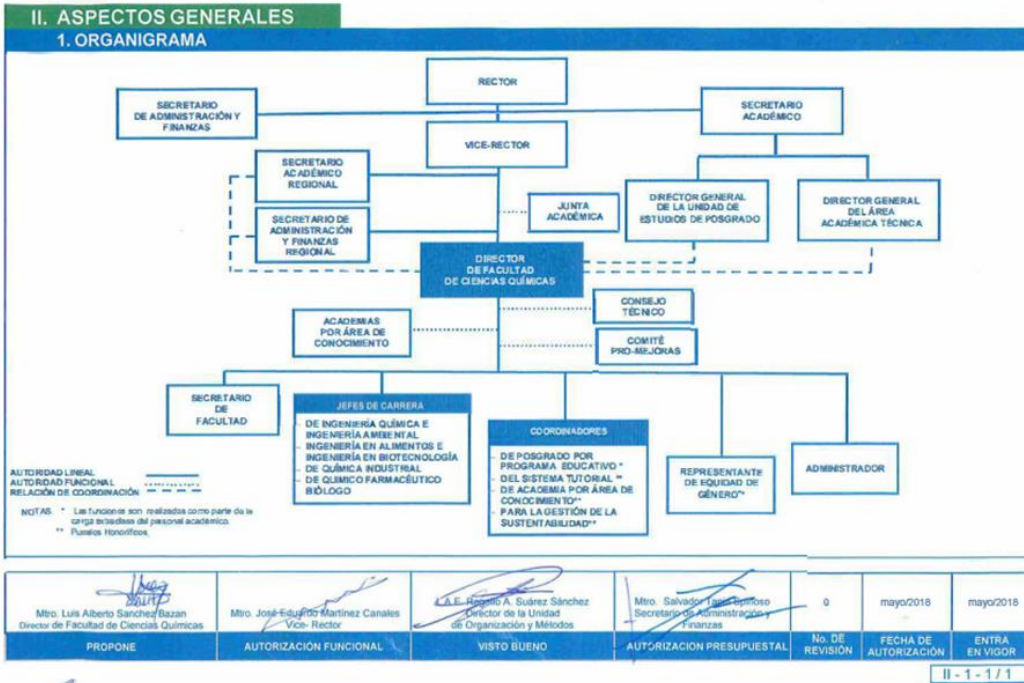 II. ASPECTOS GENERALES
1. ORGANIGRAMA
RECTOR
SECRETARIO
DE ADMINISTRACIÓN Y
FINANZAS
SECRETARIO
ACADÉMICO
VICE-RECTOR
SECRETARIO
ACADÉMICO
REGIONAL
SECRETARIO DE
ADMINISTRACIÓN
Y FINANZAS
REGIONAL
JUNTA
ACADÉMICA
DIRECTOR GENERAL
DE LA UNIDAD DE
ESTUDIOS DE POSGRADO
DIRECTOR GENERAL
DEL ÁREA
ACADÉMICA TÉCNICA
DIRECTOR
DE FACULTAD
DE CIENCIAS QUÍMICAS
CONSEJO
TÉCNICO
ACADEMIAS
POR ÁREA DE
CONOCIMIENTO
COMITÉ
PRO-MEJORAS
SECRETARIO
DE
FACULTAD
JEFES DE CARRERA
- DE INGENIERÍA QUÍMICA E
INGENIERÍA AMBIENTAL
- INGENIERÍA EN ALIMENTOS E
INGENIERÍA EN BIOTECNOLOGÍA
- DE QUÍMICA INDUSTRIAL
- DE QUIMICO FARMACÉUTICO
BIÓLOGO
COORDINADORES
- DE POSGRADO POR
PROGRAMA EDUCATIVO *
- DEL SISTEMA TUTORIAL **
- DE ACADEMIA POR ÁREA DE
CONOCIMIENTO**
- PARA LA GESTIÓN DE LA
SUSTENTABILIDAD**
REPRESENTANTE
DE EQUIDAD DE
GÉNERO**
ADMINISTRADOR
AUTORIDAD LINEAL
AUTORIDAD FUNCIONAL
RELACIÓN DE COORDINACIÓN
NOTAS * Las funciones son realizadas como parte de la
carga del personal académico.
** Puestos Honoríficos.
Mtro. Luis Alberto Sanchez Bazan
Director de Facultad de Ciencias Químicas
PROPONE
Mtro. José Eduardo Martínez Canales
Vice- Rector
AUTORIZACIÓN FUNCIONAL
L.A.E. A. Suárez Sánchez
Director de la Unidad
de Organización y Métodos
VISTO BUENO
Mtro. Salvador
Secretario de Administración y
Finanzas
AUTORIZACION PRESUPUESTAL
0
No. DE
REVISIÓN
mayo/2018
FECHA DE
AUTORIZACIÓN
mayo/2018
ENTRA
EN VIGOR
II - 1 - 1 / 1